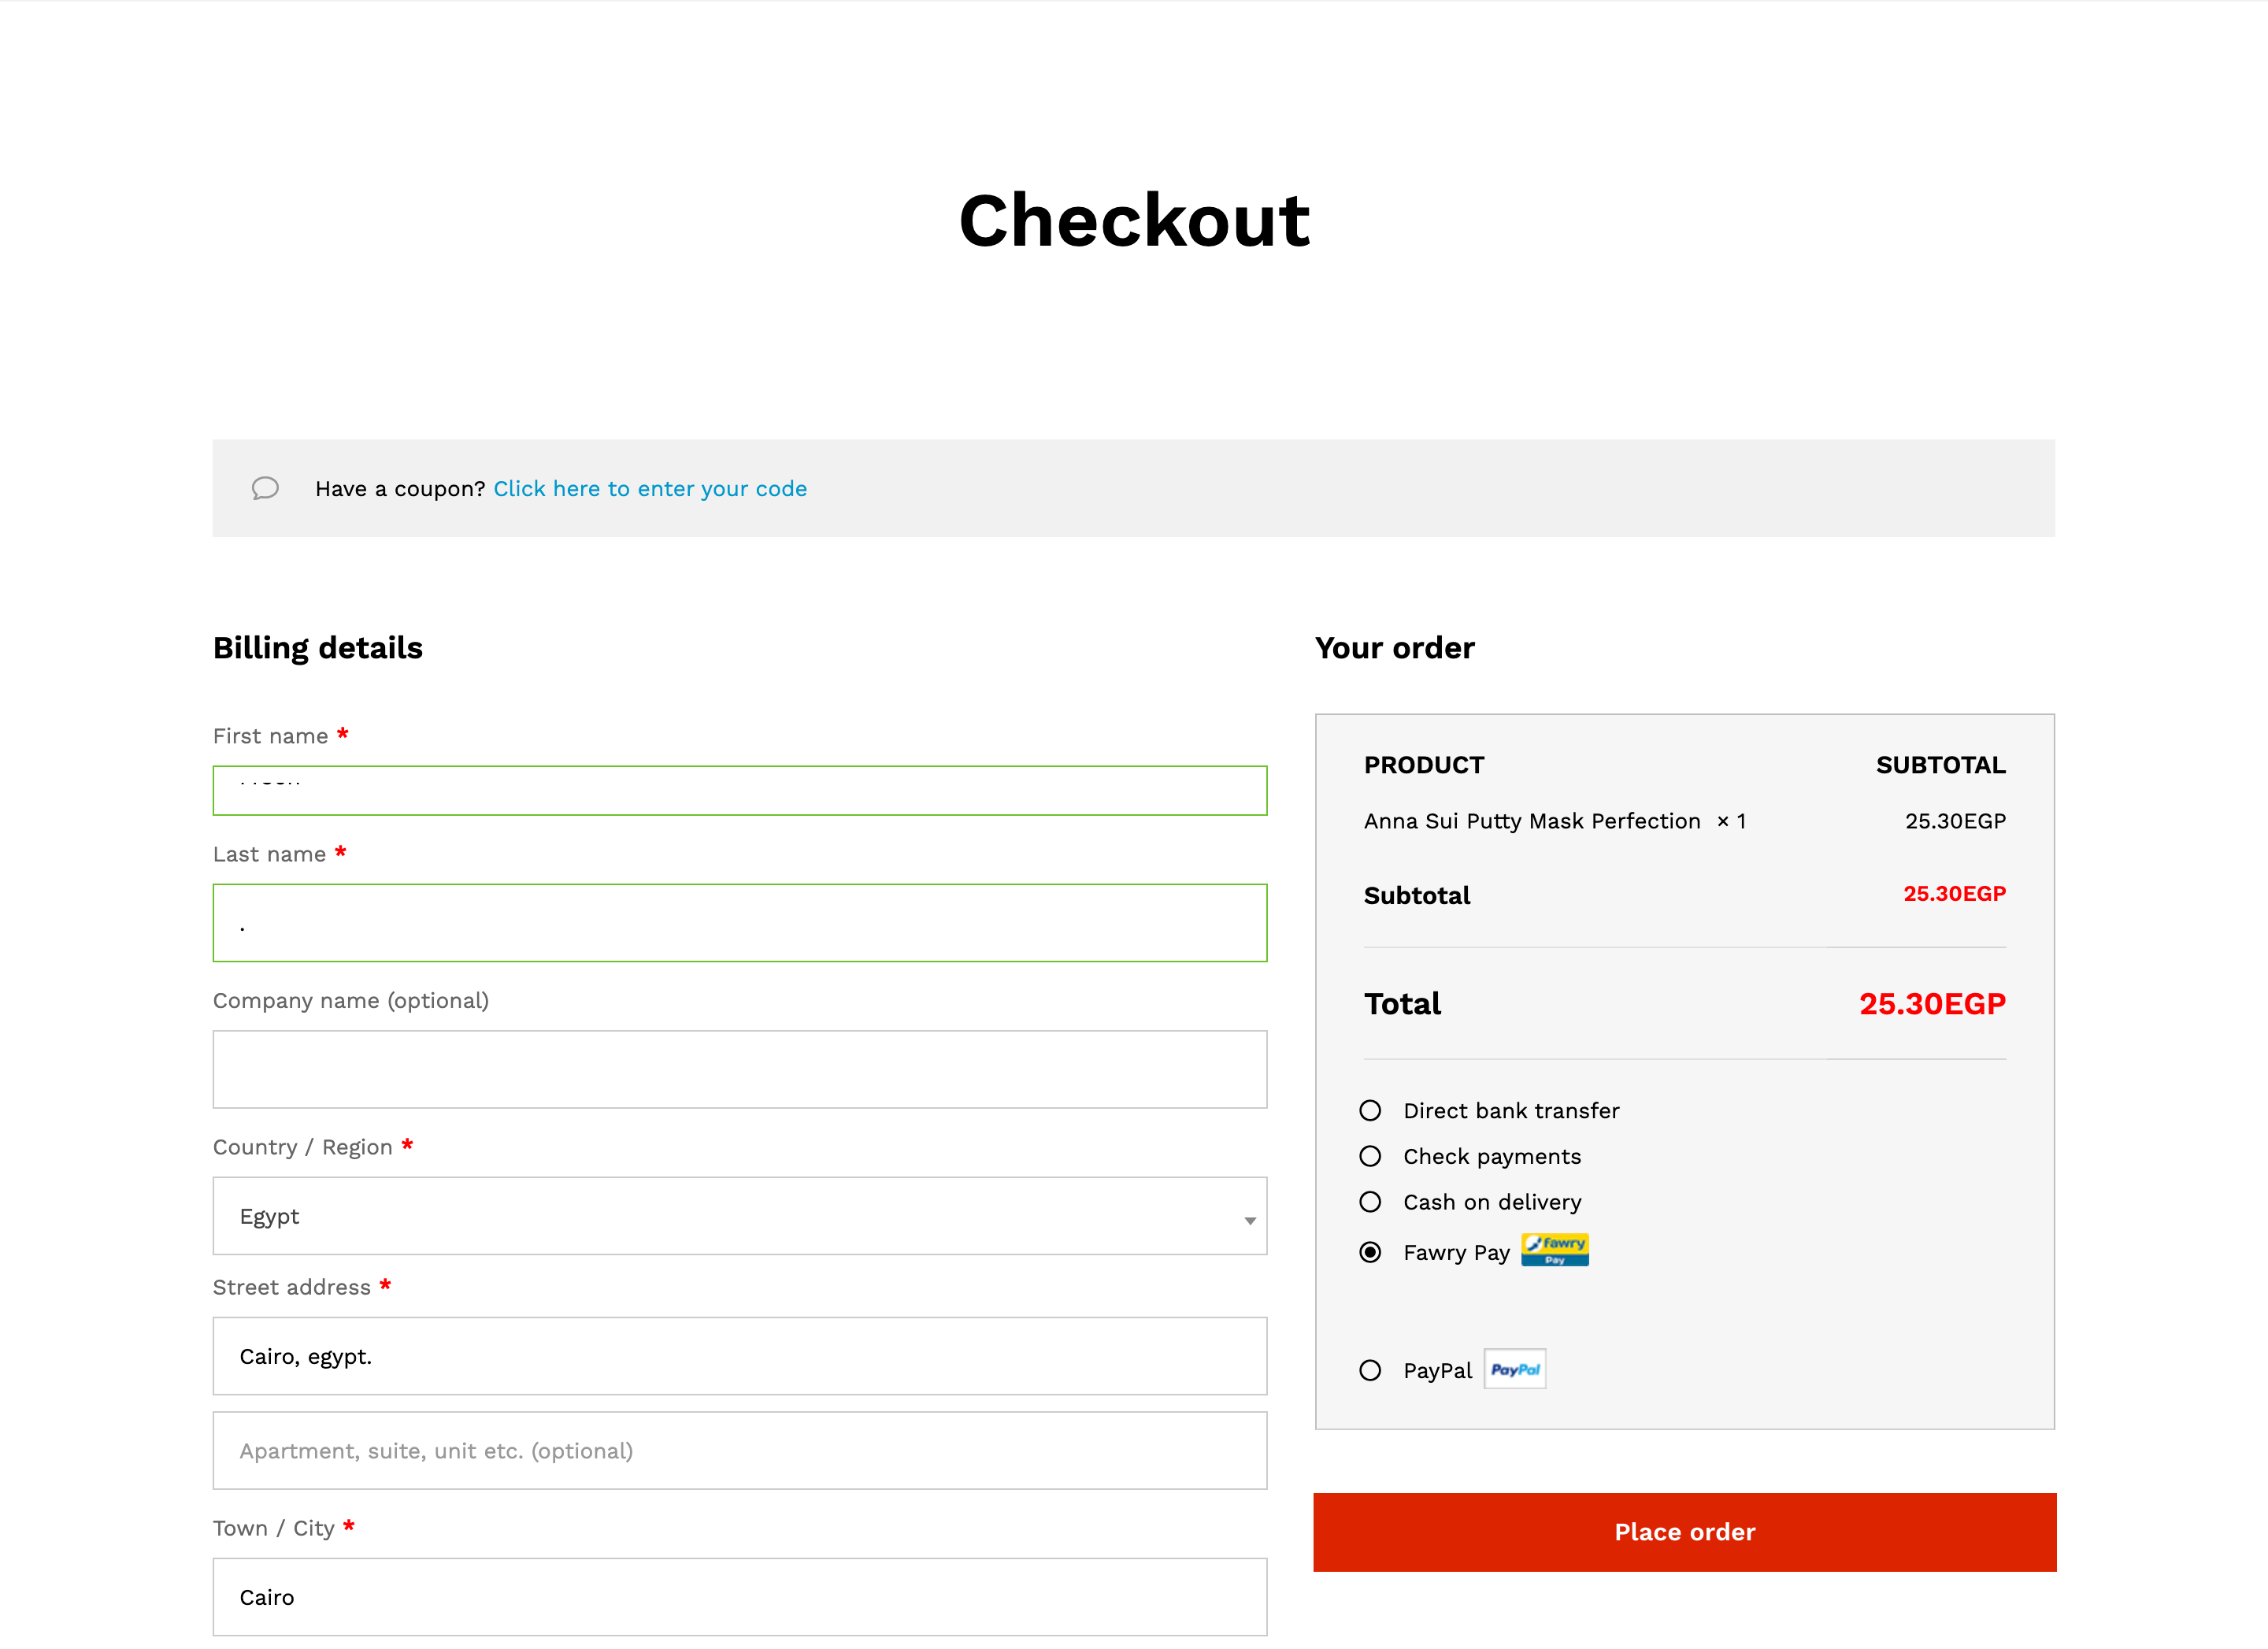 Checkout
Have a coupon? Click here to enter your code
Billing details
First name *
Last name *
.
Company name (optional)
Country / Region *
Egypt
Street address *
Cairo, egypt.
Apartment, suite, unit etc. (optional)
Town / City *
Cairo
Your order
PRODUCT SUBTOTAL
Anna Sui Putty Mask Perfection × 1 25.30EGP
Subtotal 25.30EGP
Total 25.30EGP
Direct bank transfer
Check payments
Cash on delivery
Fawry Pay fawry
Pay
PayPal PayPal
Place order